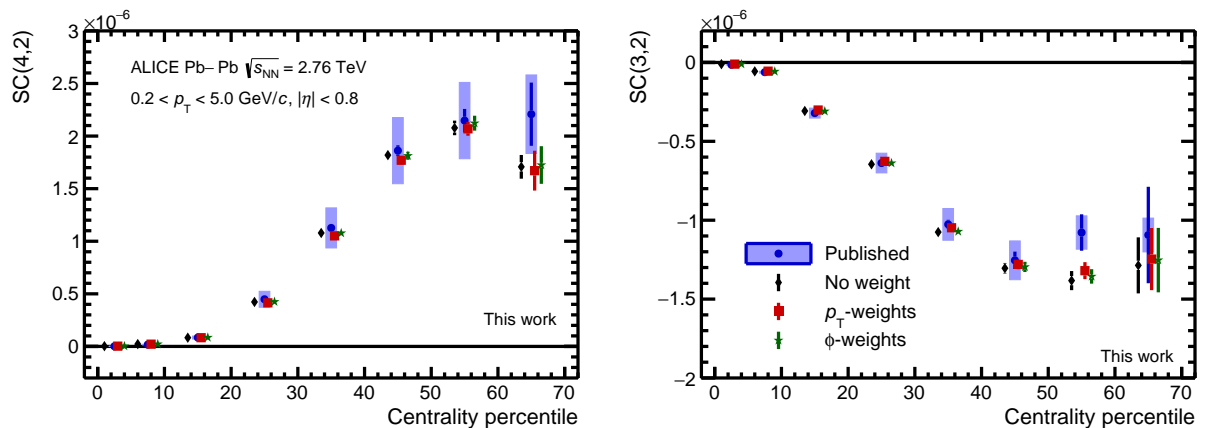 ×10⁻⁶
SC(4,2)
3
2.5
2
1.5
1
0.5
0
ALICE Pb–Pb √s_NN = 2.76 TeV
0.2 < p_T < 5.0 GeV/c, |η| < 0.8
This work
0 10 20 30 40 50 60 70
Centrality percentile
×10⁻⁶
SC(3,2)
0
−0.5
−1
−1.5
−2
Published
No weight
p_T-weights
ϕ-weights
This work
0 10 20 30 40 50 60 70
Centrality percentile